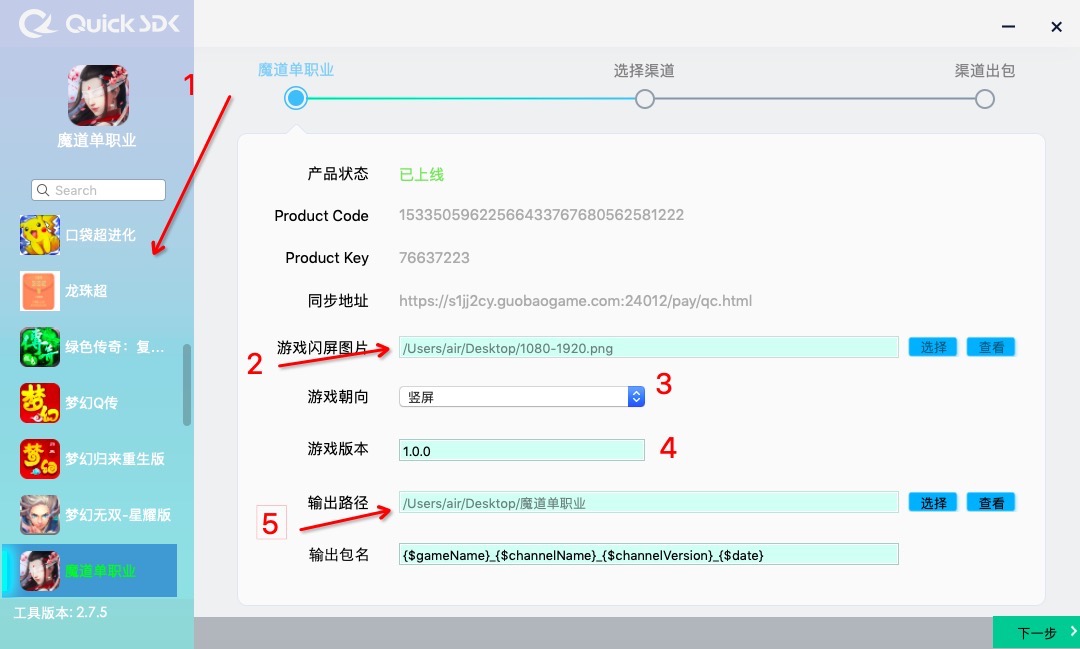 Quick SDK
魔道单职业
Search
口袋超进化
龙珠超
绿色传奇：复...
梦幻Q传
梦幻归来重生版
梦幻无双-星耀版
魔道单职业
工具版本: 2.7.5
1
魔道单职业
选择渠道
渠道出包
产品状态 已上线
Product Code 15335059622566433767680562581222
Product Key 76637223
同步地址 https://s1jj2cy.guobaogame.com:24012/pay/qc.html
2 游戏闪屏图片 /Users/air/Desktop/1080-1920.png 选择 查看
游戏朝向 竖屏 3
游戏版本 1.0.0 4
5 输出路径 /Users/air/Desktop/魔道单职业 选择 查看
输出包名 {$gameName}_{$channelName}_{$channelVersion}_{$date}
下一步